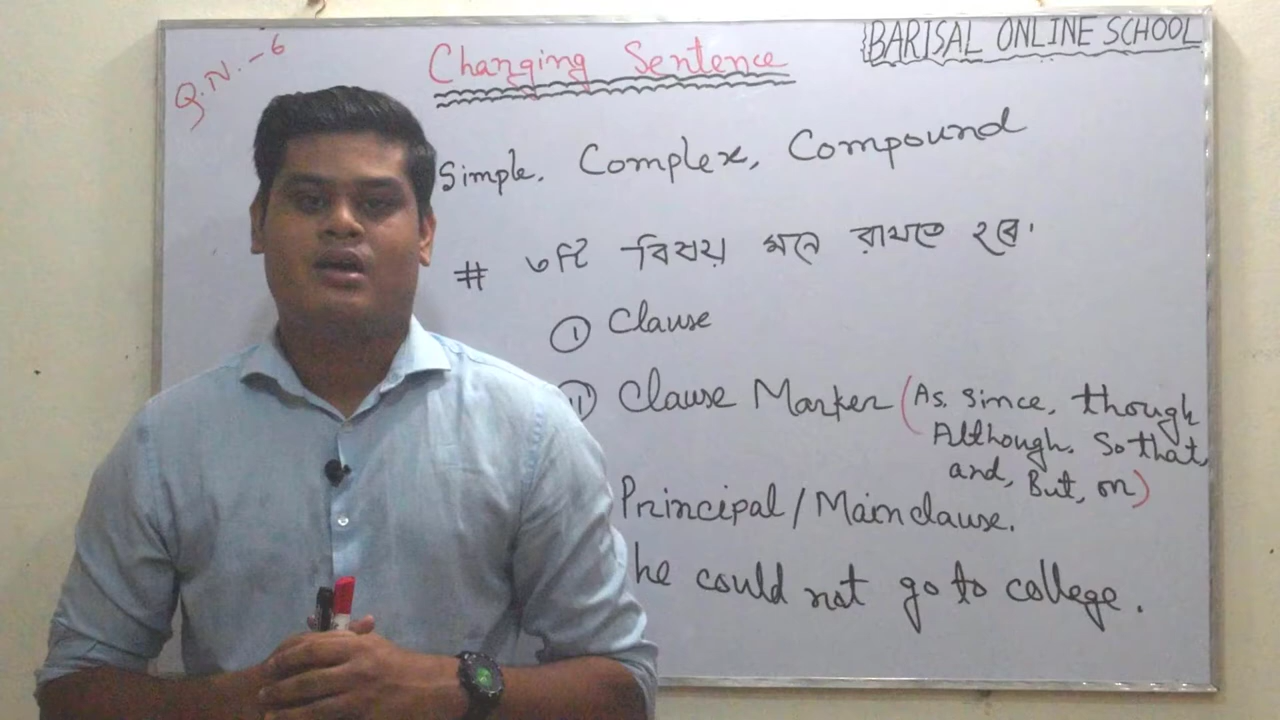 Q.N.-6
Changing Sentence
BARISAL ONLINE SCHOOL
Simple, Complex, Compound
# ৩টি বিষয় মনে রাখতে হবে.
(i) Clause
(ii) Clause Marker (As, Since, though
Although, So that,
and, But, or)
Principal/Main clause.
he could not go to college.